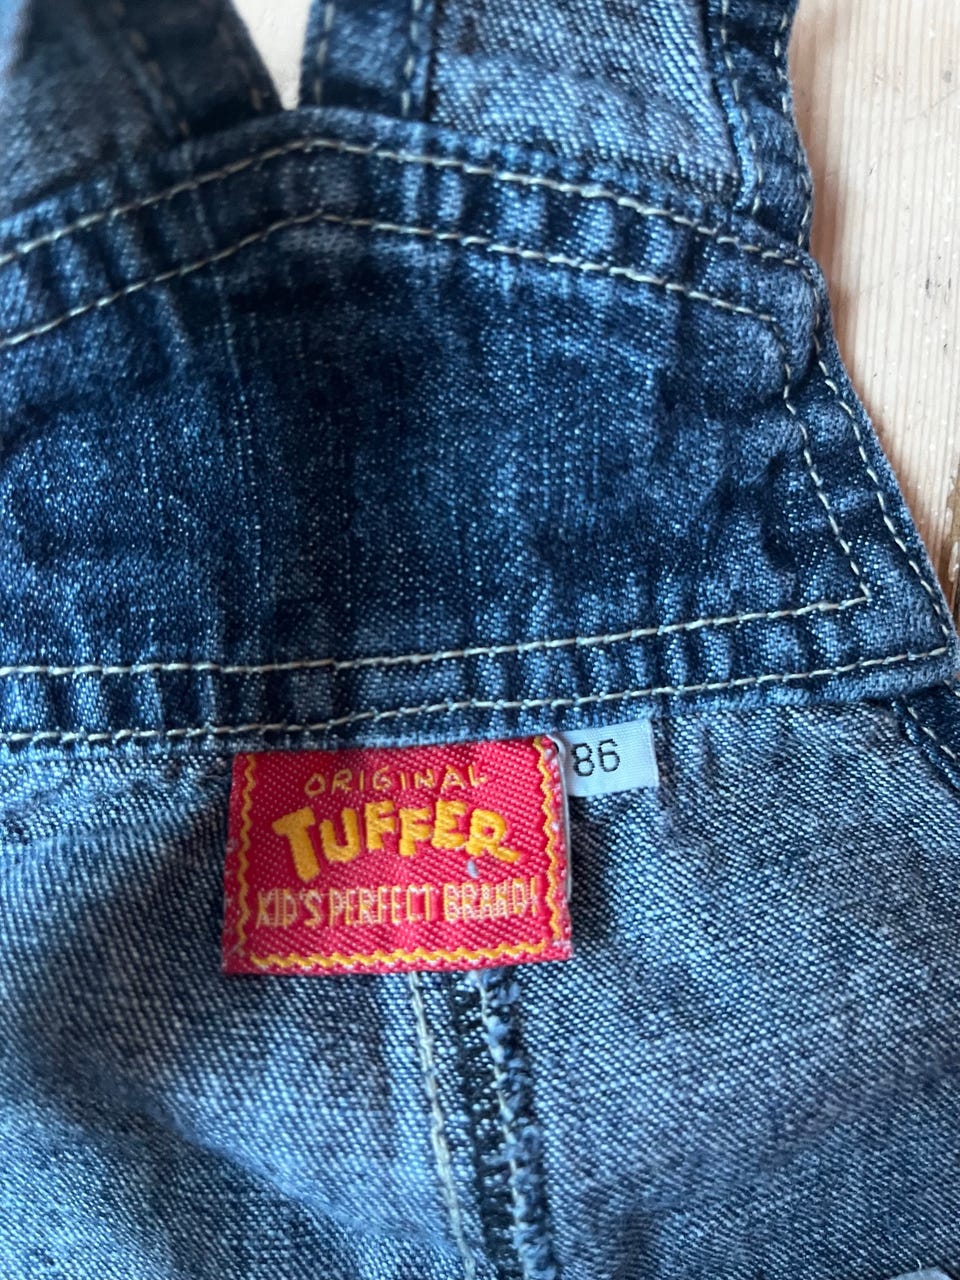 ORIGINAL
TUFFER
KID'S PERFECT BRAND!
86